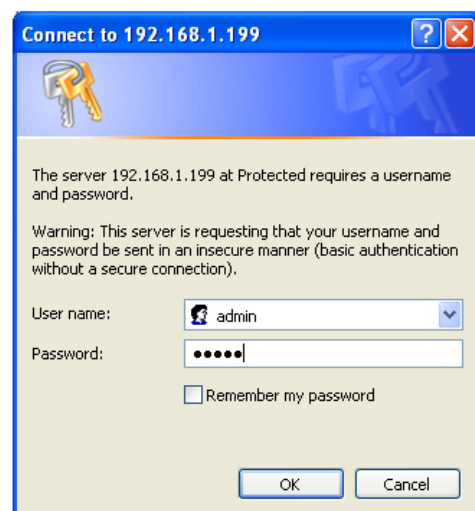 Connect to 192.168.1.199
The server 192.168.1.199 at Protected requires a username
and password.
Warning: This server is requesting that your username and
password be sent in an insecure manner (basic authentication
without a secure connection).
User name:
admin
Password:
•••••
Remember my password
OK
Cancel